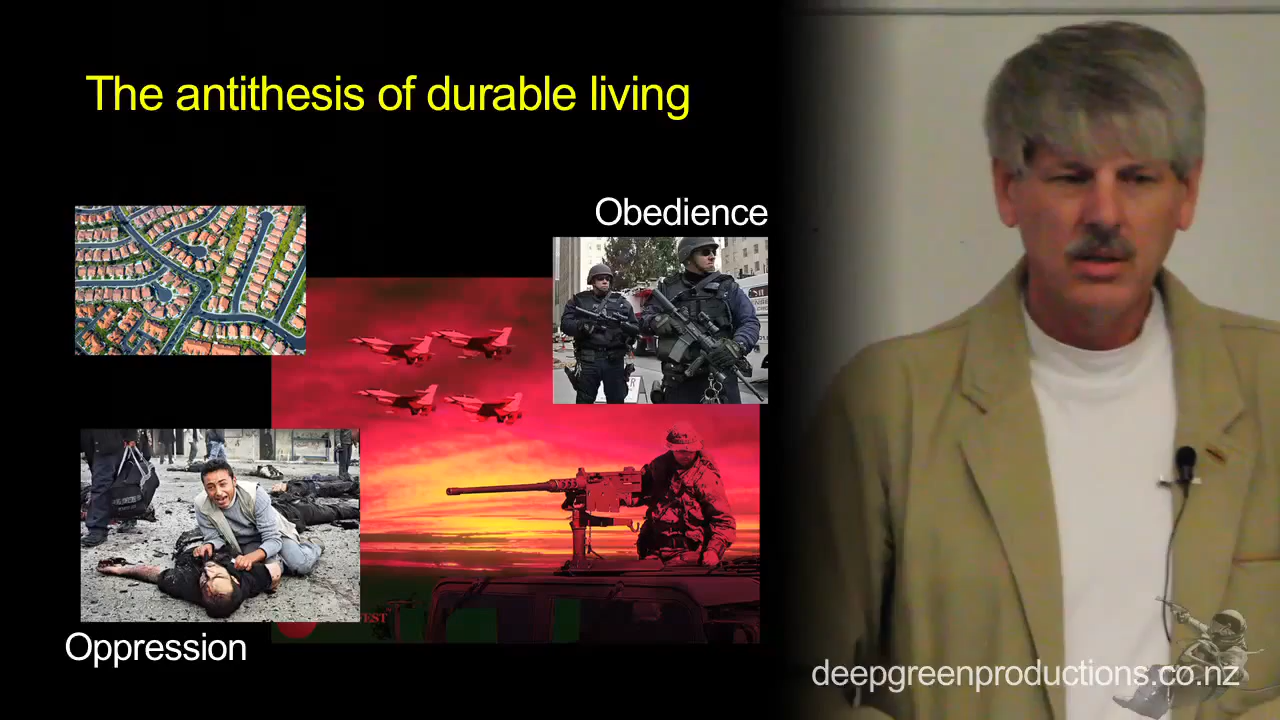 The antithesis of durable living
Obedience
Oppression
deepgreenproductions.co.nz